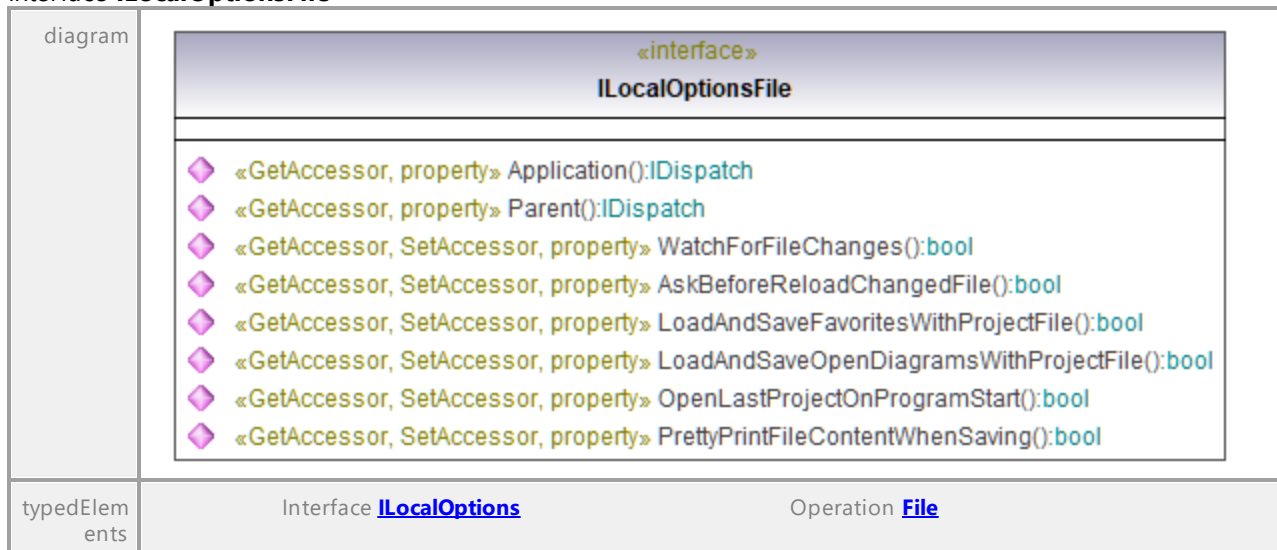 Interface ILocalOptionsFile
diagram
«interface»
ILocalOptionsFile
«GetAccessor, property» Application():IDispatch
«GetAccessor, property» Parent():IDispatch
«GetAccessor, SetAccessor, property» WatchForFileChanges():bool
«GetAccessor, SetAccessor, property» AskBeforeReloadChangedFile():bool
«GetAccessor, SetAccessor, property» LoadAndSaveFavoritesWithProjectFile():bool
«GetAccessor, SetAccessor, property» LoadAndSaveOpenDiagramsWithProjectFile():bool
«GetAccessor, SetAccessor, property» OpenLastProjectOnProgramStart():bool
«GetAccessor, SetAccessor, property» PrettyPrintFileContentWhenSaving():bool
typedElem Interface ILocalOptions Operation File
ents